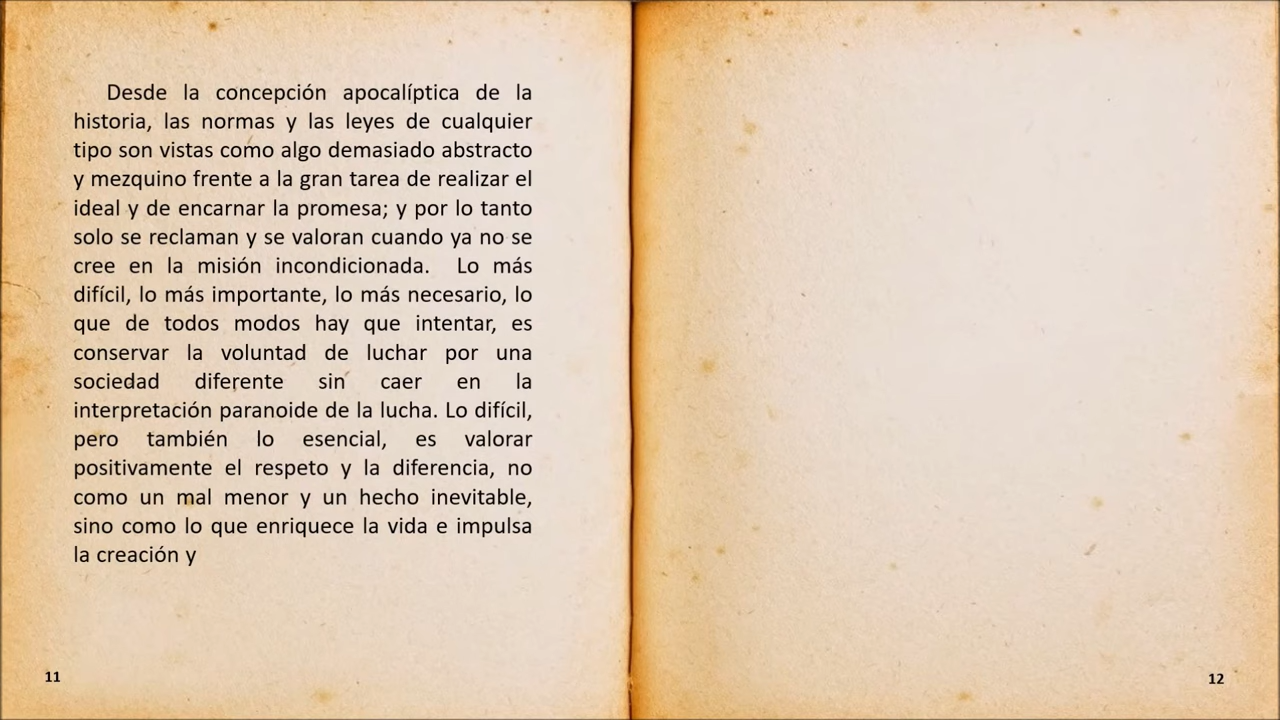 Desde la concepción apocalíptica de la
historia, las normas y las leyes de cualquier
tipo son vistas como algo demasiado abstracto
y mezquino frente a la gran tarea de realizar el
ideal y de encarnar la promesa; y por lo tanto
solo se reclaman y se valoran cuando ya no se
cree en la misión incondicionada. Lo más
difícil, lo más importante, lo más necesario, lo
que de todos modos hay que intentar, es
conservar la voluntad de luchar por una
sociedad diferente sin caer en la
interpretación paranoide de la lucha. Lo difícil,
pero también lo esencial, es valorar
positivamente el respeto y la diferencia, no
como un mal menor y un hecho inevitable,
sino como lo que enriquece la vida e impulsa
la creación y
11
12